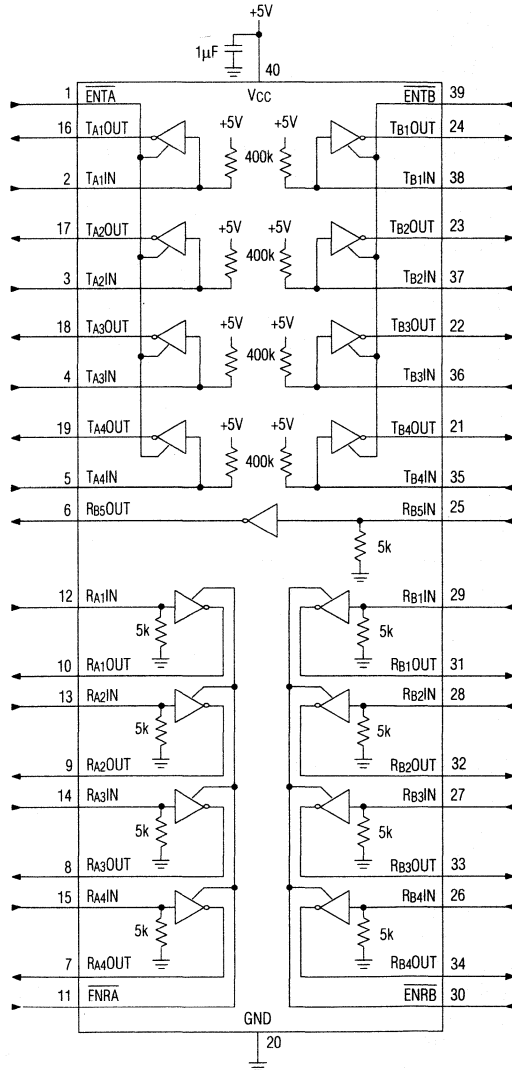 +5V
1μF
40
VCC
1 ENTA ENTB 39
16 TA1OUT +5V +5V TB1OUT 24
400k
2 TA1IN TB1IN 38
17 TA2OUT +5V +5V TB2OUT 23
400k
3 TA2IN TB2IN 37
18 TA3OUT +5V +5V TB3OUT 22
400k
4 TA3IN TB3IN 36
19 TA4OUT +5V +5V TB4OUT 21
400k
5 TA4IN TB4IN 35
6 RB5OUT RB5IN 25
5k
12 RA1IN RB1IN 29
5k 5k
10 RA1OUT RB1OUT 31
13 RA2IN RB2IN 28
5k 5k
9 RA2OUT RB2OUT 32
14 RA3IN RB3IN 27
5k 5k
8 RA3OUT RB3OUT 33
15 RA4IN RB4IN 26
5k 5k
7 RA4OUT RB4OUT 34
11 ENRA ENRB 30
GND
20